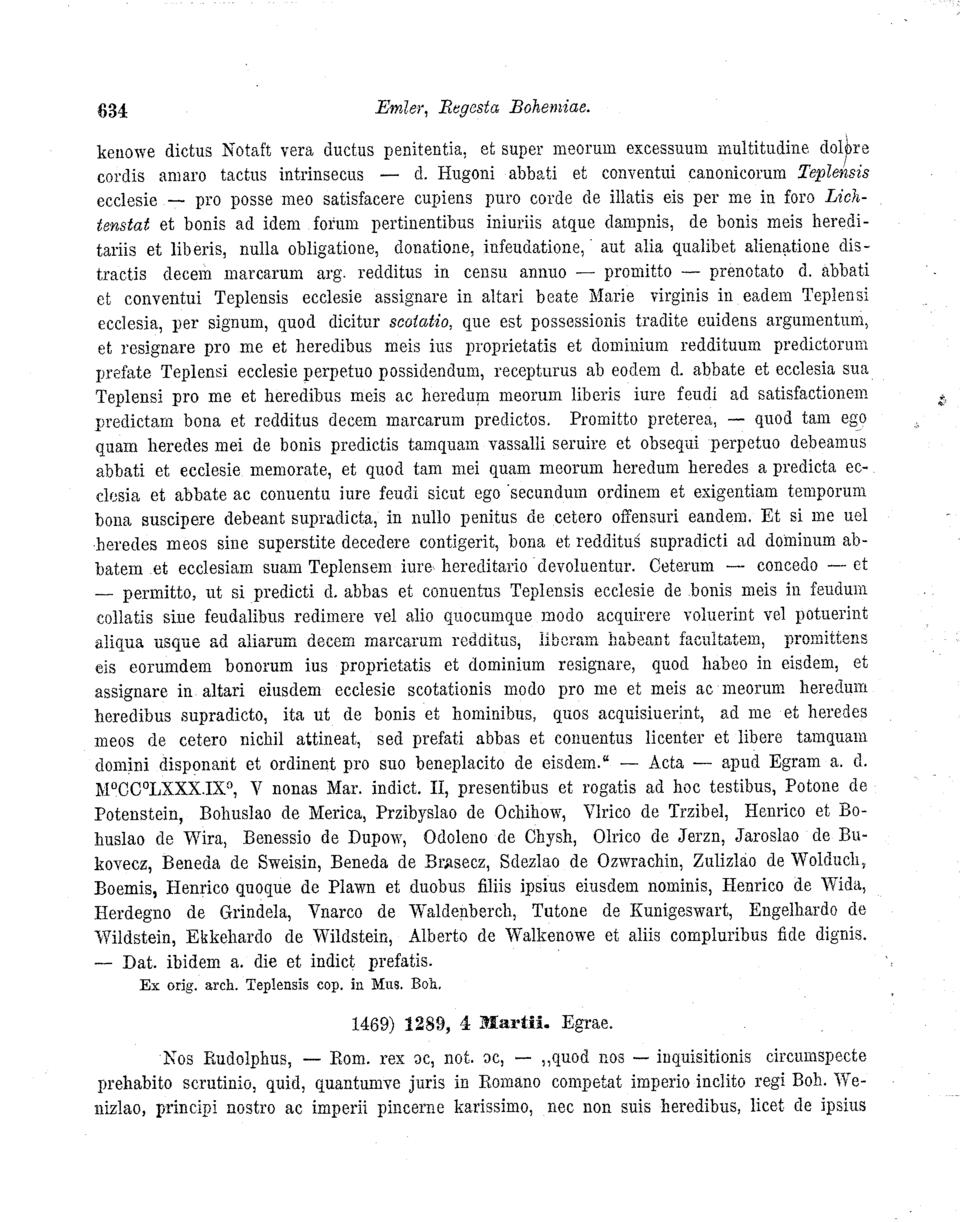 634 Emler, Regesta Bohemiae.
kenowe dictus Notaft vera ductus penitentia, et super meorum excessuum multitudine dolore
cordis amaro tactus intrinsecus — d. Hugoni abbati et conventui canonicorum Teplensis
ecclesie — pro posse meo satisfacere cupiens puro corde de illatis eis per me in foro Lich-
tenstat et bonis ad idem forum pertinentibus iniuriis atque dampnis, de bonis meis heredi-
tariis et liberis, nulla obligatione, donatione, infeudatione, aut alia qualibet alienatione dis-
tractis decem marcarum arg. redditus in censu annuo — promitto — prenotato d. abbati
et conventui Teplensis ecclesie assignare in altari beate Marie virginis in eadem Teplensi
ecclesia, per signum, quod dicitur scotatio, que est possessionis tradite euidens argumentum,
et resignare pro me et heredibus meis ius proprietatis et dominium reddituum predictorum
prefate Teplensi ecclesie perpetuo possidendum, recepturus ab eodem d. abbate et ecclesia sua
Teplensi pro me et heredibus meis ac heredum meorum liberis iure feudi ad satisfactionem
predictam bona et redditus decem marcarum predictos. Promitto preterea, — quod tam ego
quam heredes mei de bonis predictis tamquam vassalli seruire et obsequi perpetuo debeamus
abbati et ecclesie memorate, et quod tam mei quam meorum heredum heredes a predicta ec-
clesia et abbate ac conuentu iure feudi sicut ego secundum ordinem et exigentiam temporum
bona suscipere debeant supradicta, in nullo penitus de cetero offensuri eandem. Et si me uel
heredes meos sine superstite decedere contigerit, bona et redditus supradicti ad dominum ab-
batem et ecclesiam suam Teplensem iure hereditario devoluentur. Ceterum — concedo — et
— permitto, ut si predicti d. abbas et conuentus Teplensis ecclesie de bonis meis in feudum
collatis siue feudalibus redimere vel alio quocumque modo acquirere voluerint vel potuerint
aliqua usque ad aliarum decem marcarum redditus, liberam habeant facultatem, promittens
eis eorumdem bonorum ius proprietatis et dominium resignare, quod habeo in eisdem, et
assignare in altari eiusdem ecclesie scotationis modo pro me et meis ac meorum heredum
heredibus supradicto, ita ut de bonis et hominibus, quos acquisiuerint, ad me et heredes
meos de cetero nichil attineat, sed prefati abbas et conuentus licenter et libere tamquam
domini disponant et ordinent pro suo beneplacito de eisdem.“ — Acta — apud Egram a. d.
M⁰CC⁰LXXX.IX⁰, V nonas Mar. indict. II, presentibus et rogatis ad hoc testibus, Potone de
Potenstein, Bohuslao de Merica, Przibyslao de Ochihow, Vlrico de Trzibel, Henrico et Bo-
huslao de Wira, Benessio de Dupow, Odoleno de Chysh, Olrico de Jerzn, Jaroslao de Bu-
kovecz, Beneda de Sweisin, Beneda de Brasecz, Sdezlao de Ozwrachin, Zulizlao de Wolduch,
Boemis, Henrico quoque de Plawn et duobus filiis ipsius eiusdem nominis, Henrico de Wida,
Herdegno de Grindela, Vnarco de Waldenberch, Tutone de Kunigeswart, Engelhardo de
Wildstein, Ekkehardo de Wildstein, Alberto de Walkenowe et aliis compluribus fide dignis.
— Dat. ibidem a. die et indict prefatis.
Ex orig. arch. Teplensis cop. in Mus. Boh.
1469) 1289, 4 Martii. Egrae.
Nos Rudolphus, — Rom. rex ɔc, not. ɔc, — „quod nos — inquisitionis circumspecte
prehabito scrutinio, quid, quantumve juris in Romano competat imperio inclito regi Boh. We-
nizlao, principi nostro ac imperii pincerne karissimo, nec non suis heredibus, licet de ipsius